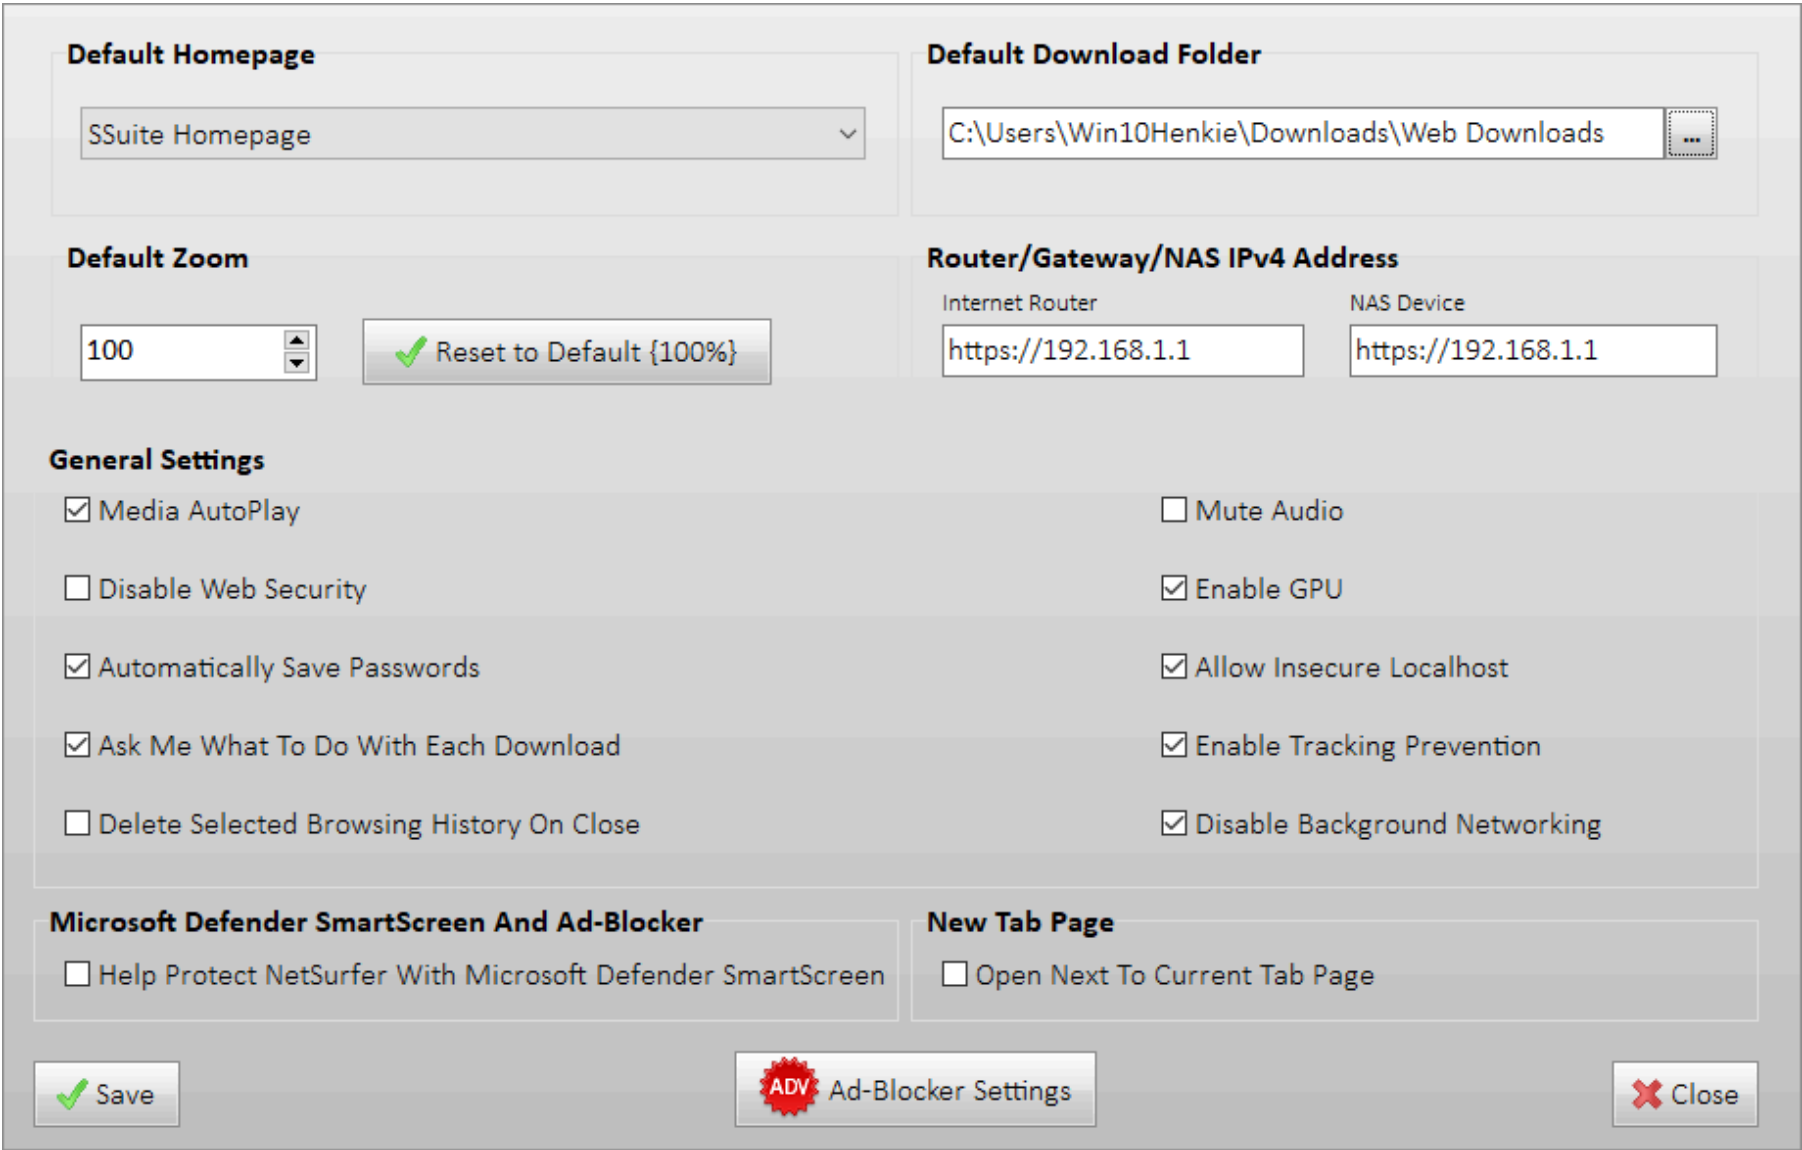 Default Homepage
SSuite Homepage
Default Download Folder
C:\Users\Win10Henkie\Downloads\Web Downloads
...
Default Zoom
100
Reset to Default {100%}
Router/Gateway/NAS IPv4 Address
Internet Router
NAS Device
https://192.168.1.1
https://192.168.1.1
General Settings
Media AutoPlay
Mute Audio
Disable Web Security
Enable GPU
Automatically Save Passwords
Allow Insecure Localhost
Ask Me What To Do With Each Download
Enable Tracking Prevention
Delete Selected Browsing History On Close
Disable Background Networking
Microsoft Defender SmartScreen And Ad-Blocker
Help Protect NetSurfer With Microsoft Defender SmartScreen
New Tab Page
Open Next To Current Tab Page
Save
ADV
Ad-Blocker Settings
Close